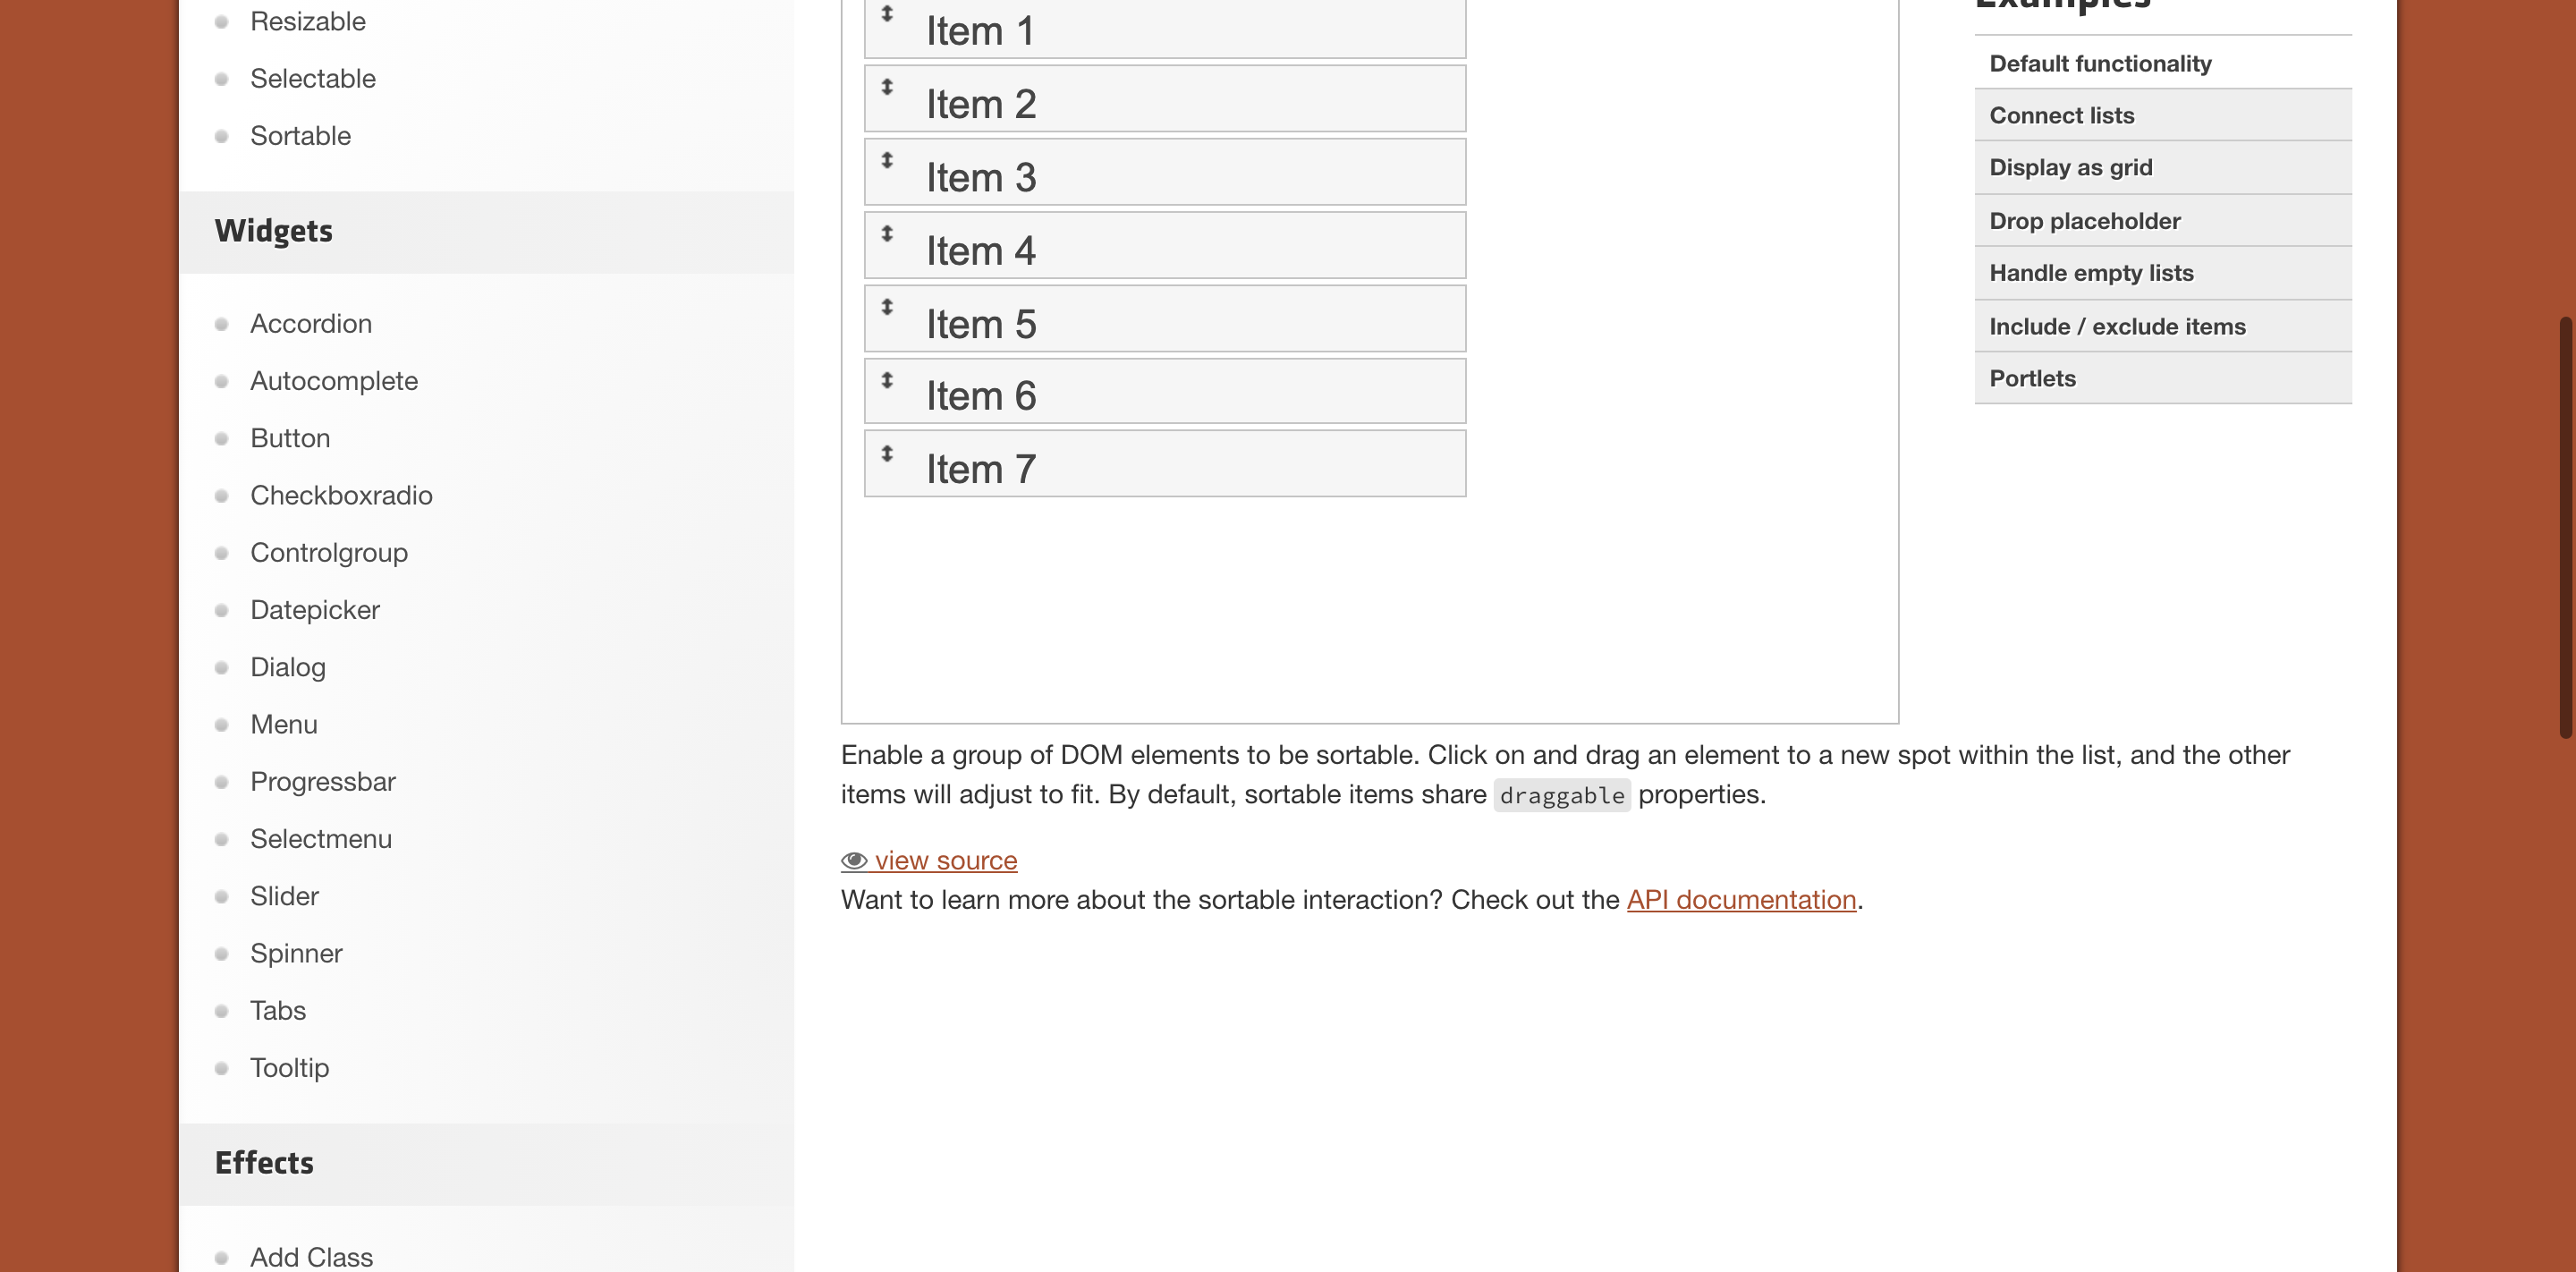 Resizable
Selectable
Sortable
Widgets
Accordion
Autocomplete
Button
Checkboxradio
Controlgroup
Datepicker
Dialog
Menu
Progressbar
Selectmenu
Slider
Spinner
Tabs
Tooltip
Effects
Add Class
Item 1
Item 2
Item 3
Item 4
Item 5
Item 6
Item 7
Enable a group of DOM elements to be sortable. Click on and drag an element to a new spot within the list, and the other
items will adjust to fit. By default, sortable items share draggable properties.
view source
Want to learn more about the sortable interaction? Check out the API documentation.
Examples
Default functionality
Connect lists
Display as grid
Drop placeholder
Handle empty lists
Include / exclude items
Portlets